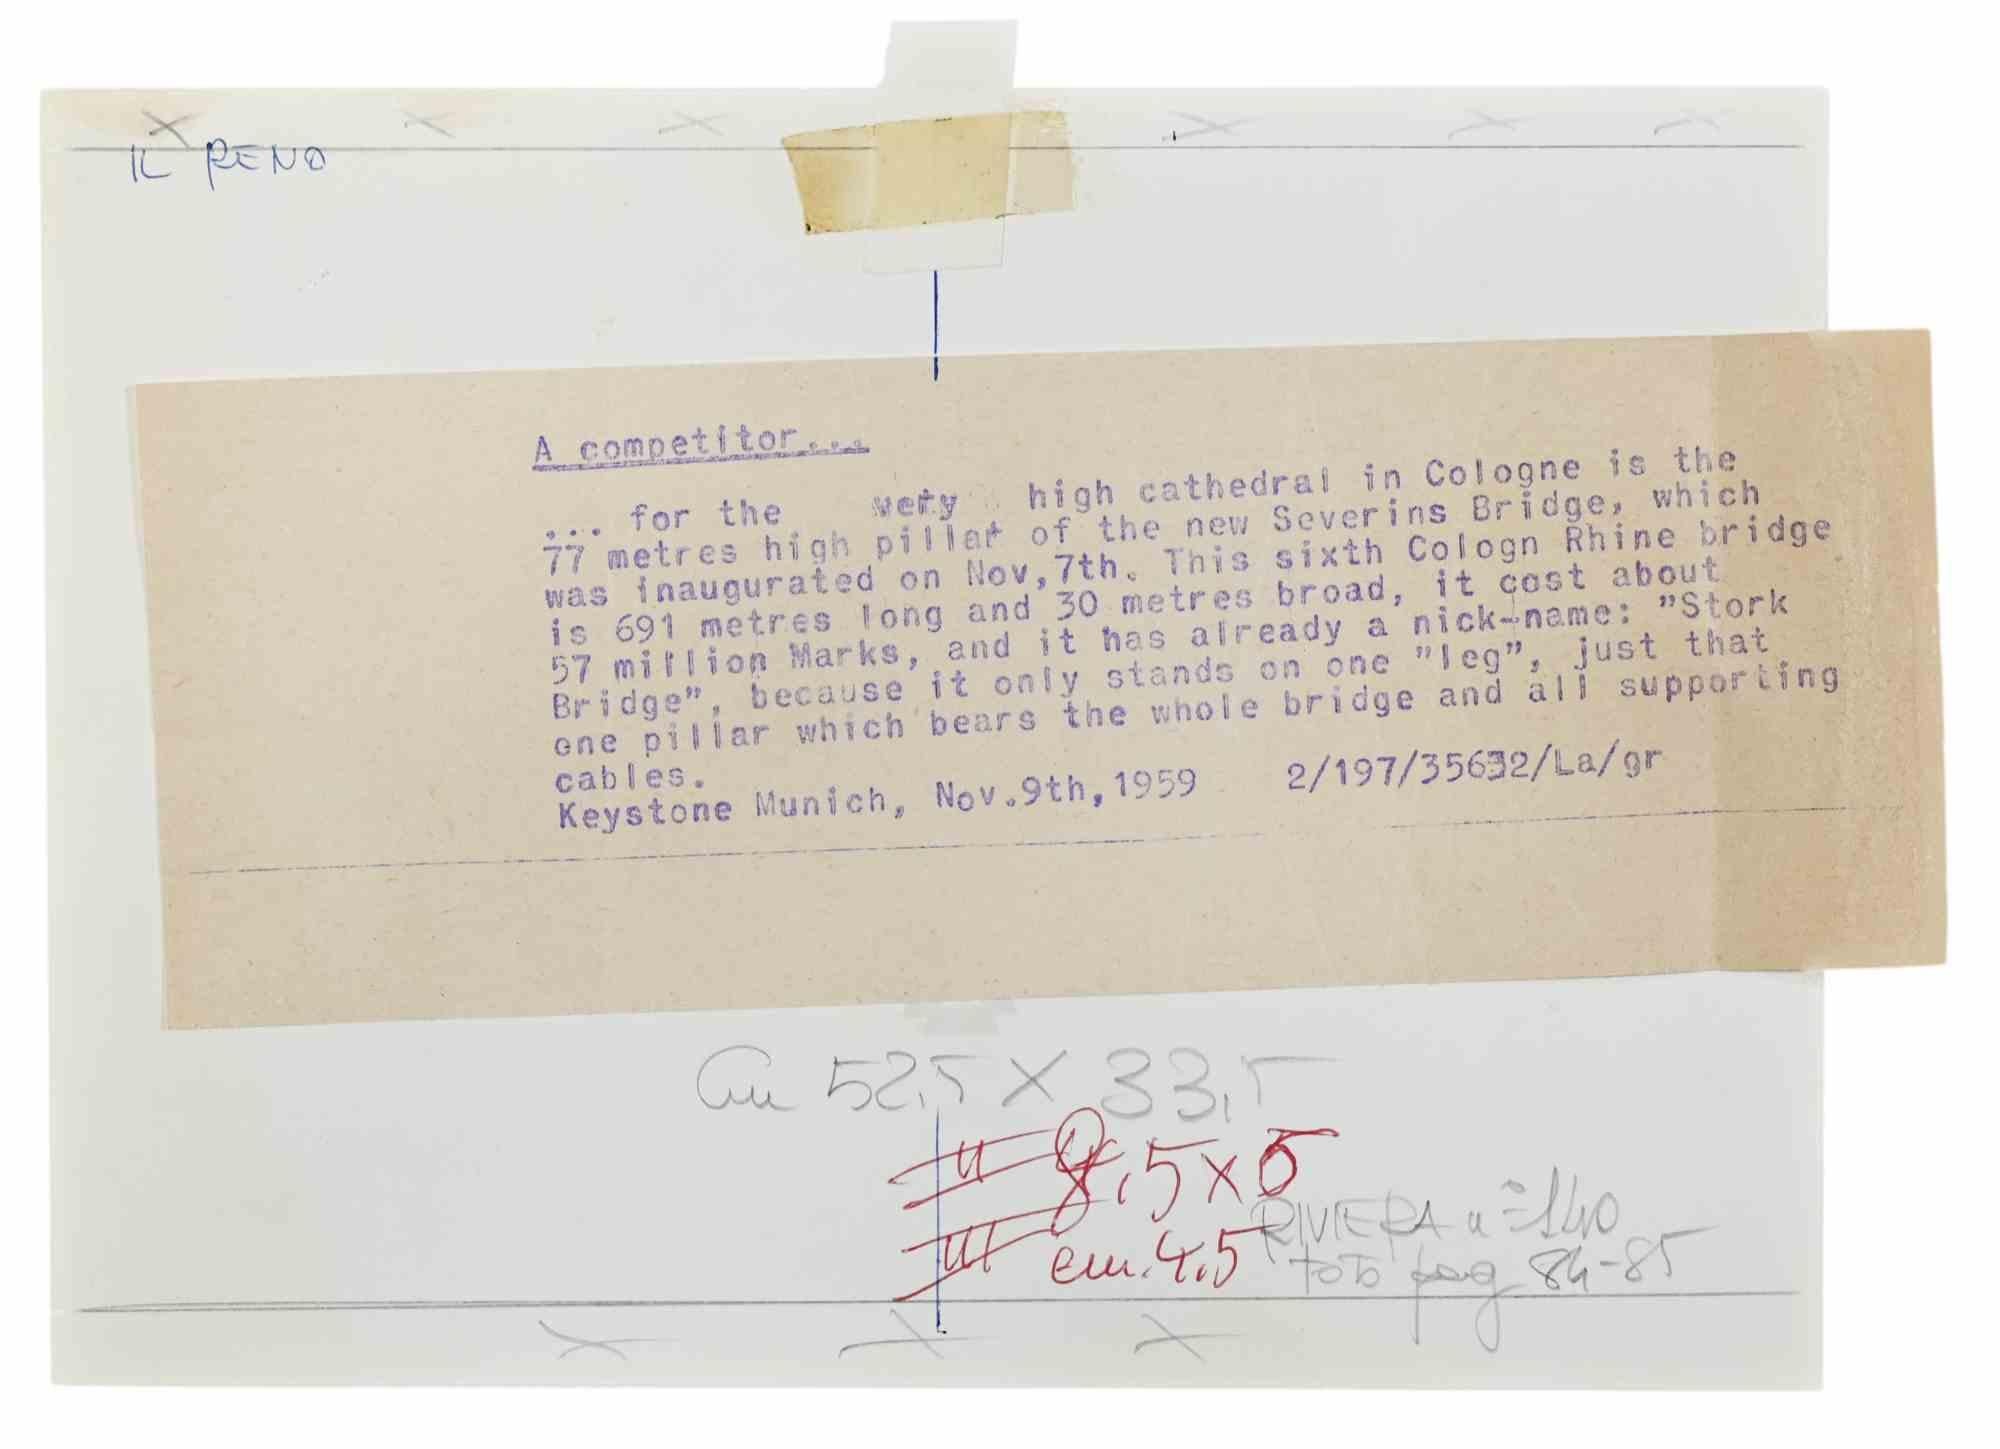 IL RENO
A competitor...
... for the very high cathedral in Cologne is the
77 metres high pillar of the new Severins Bridge, which
was inaugurated on Nov,7th. This sixth Cologn Rhine bridge
is 691 metres long and 30 metres broad, it cost about
57 million Marks, and it has already a nick-name: "Stork
Bridge", because it only stands on one "leg", just that
one pillar which bears the whole bridge and all supporting
cables.
Keystone Munich, Nov.9th,1959 2/197/35632/La/gr
52,5 X 33,5
8,5 x 5
cm. 4,5
RIVIERA n° 140
foto pag 84-85